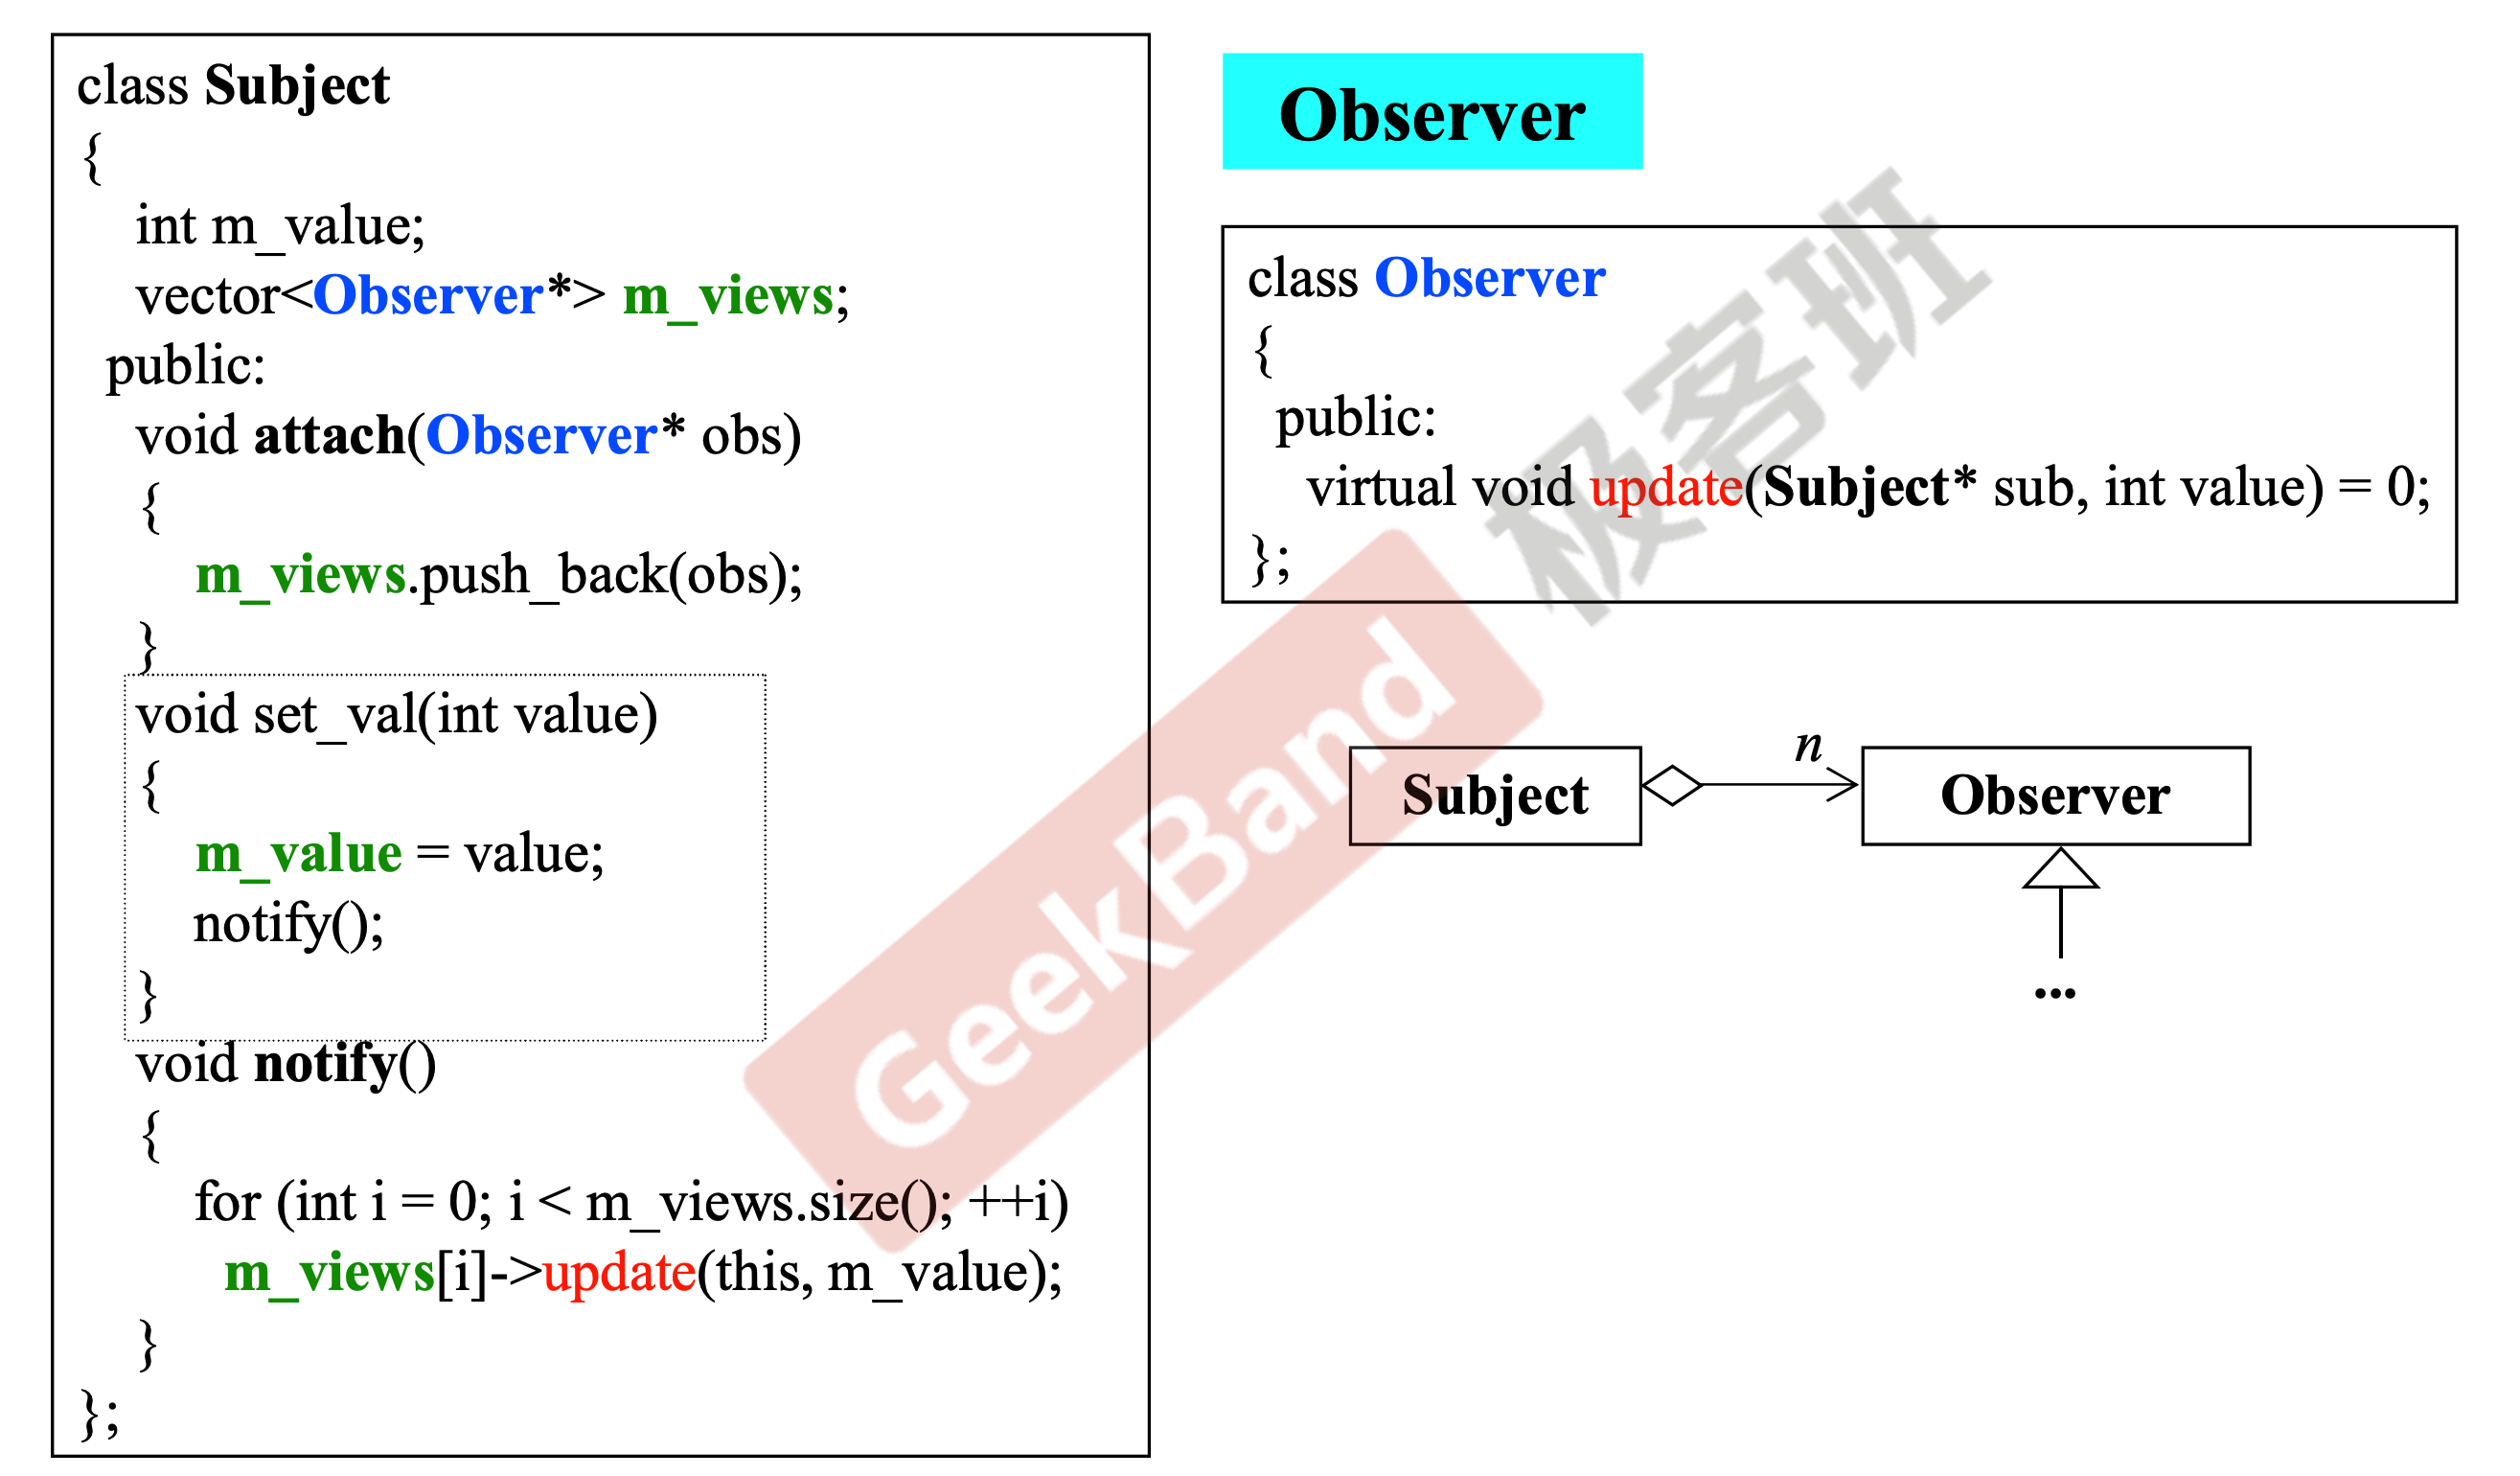 class Subject
{
int m_value;
vector<Observer*> m_views;
public:
void attach(Observer* obs)
{
m_views.push_back(obs);
}
void set_val(int value)
{
m_value = value;
notify();
}
void notify()
{
for (int i = 0; i < m_views.size(); ++i)
m_views[i]->update(this, m_value);
}
};
Observer
class Observer
{
public:
virtual void update(Subject* sub, int value) = 0;
};
Subject
n
Observer
...
GeekBand 极客班